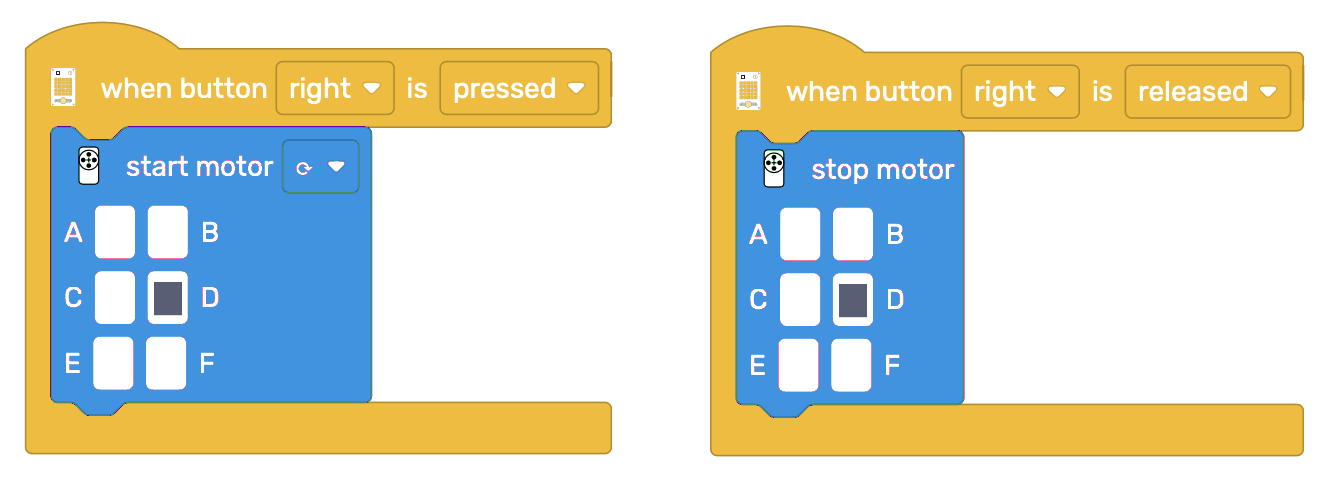 when button right is pressed
start motor
A B
C D
E F
when button right is released
stop motor
A B
C D
E F